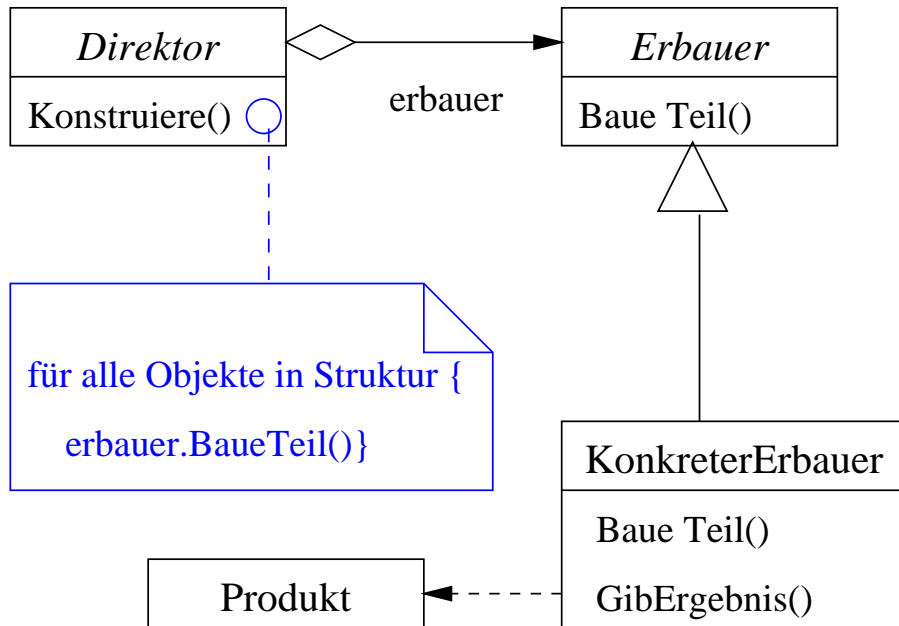 Direktor
Konstruiere()
erbauer
Erbauer
Baue Teil()
für alle Objekte in Struktur {
erbauer.BaueTeil()}
KonkreterErbauer
Baue Teil()
GibErgebnis()
Produkt